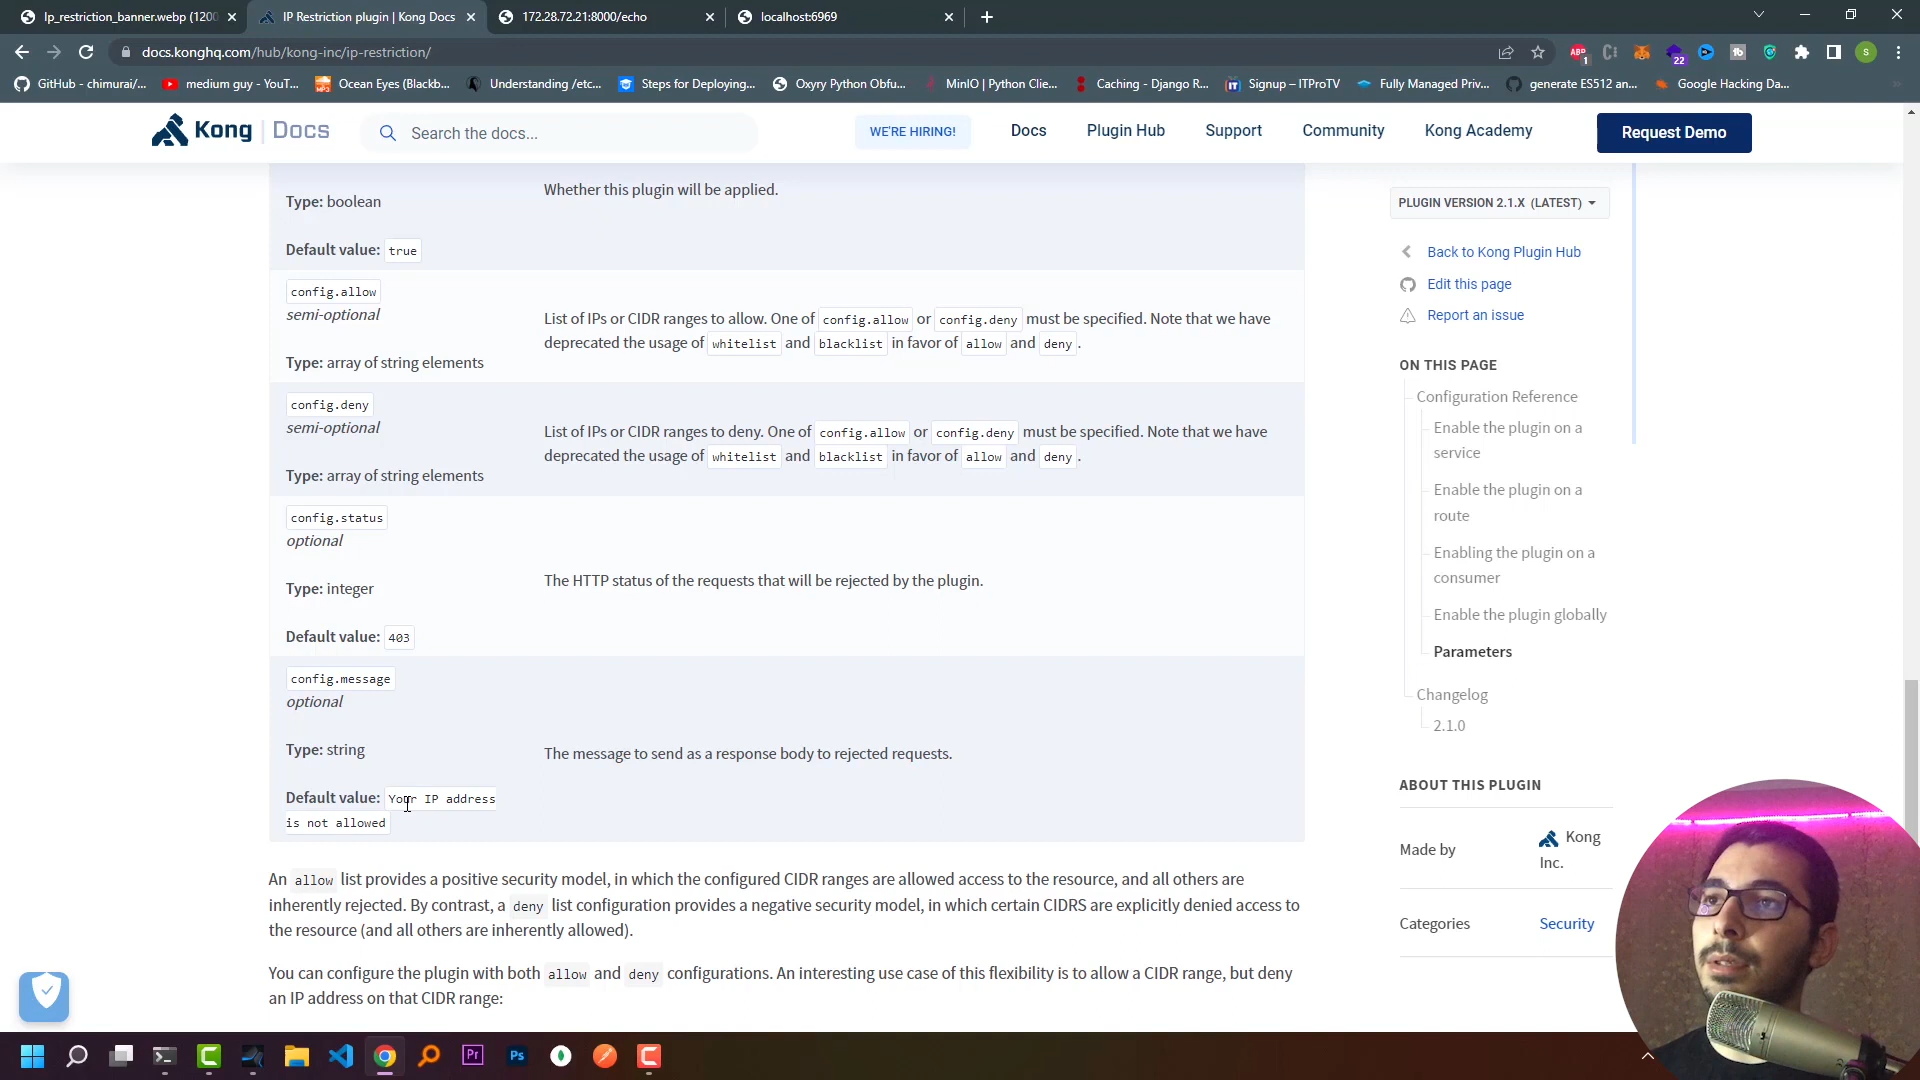 Ip_restriction_banner.webp (1200
IP Restriction plugin | Kong Docs
172.28.72.21:8000/echo
localhost:6969
docs.konghq.com/hub/kong-inc/ip-restriction/
ABP
1
22
S
GitHub - chimurai/...
medium guy - YouT...
Ocean Eyes (Blackb...
Understanding /etc...
Steps for Deploying...
Oxyry Python Obfu...
MinIO | Python Clie...
Caching - Django R...
Signup – ITProTV
Fully Managed Priv...
generate ES512 an...
Google Hacking Da...
Kong | Docs
Search the docs...
WE'RE HIRING!
Docs
Plugin Hub
Support
Community
Kong Academy
Request Demo
Whether this plugin will be applied.
Type: boolean
Default value: true
config.allow
semi-optional
Type: array of string elements
List of IPs or CIDR ranges to allow. One of config.allow or config.deny must be specified. Note that we have
deprecated the usage of whitelist and blacklist in favor of allow and deny.
config.deny
semi-optional
Type: array of string elements
List of IPs or CIDR ranges to deny. One of config.allow or config.deny must be specified. Note that we have
deprecated the usage of whitelist and blacklist in favor of allow and deny.
config.status
optional
Type: integer
Default value: 403
The HTTP status of the requests that will be rejected by the plugin.
config.message
optional
Type: string
Default value: Your IP address
is not allowed
The message to send as a response body to rejected requests.
An allow list provides a positive security model, in which the configured CIDR ranges are allowed access to the resource, and all others are
inherently rejected. By contrast, a deny list configuration provides a negative security model, in which certain CIDRS are explicitly denied access to
the resource (and all others are inherently allowed).
You can configure the plugin with both allow and deny configurations. An interesting use case of this flexibility is to allow a CIDR range, but deny
an IP address on that CIDR range:
PLUGIN VERSION 2.1.X (LATEST)
Back to Kong Plugin Hub
Edit this page
Report an issue
ON THIS PAGE
Configuration Reference
Enable the plugin on a
service
Enable the plugin on a
route
Enabling the plugin on a
consumer
Enable the plugin globally
Parameters
Changelog
2.1.0
ABOUT THIS PLUGIN
Made by
Kong
Inc.
Categories
Security
Pr
Ps